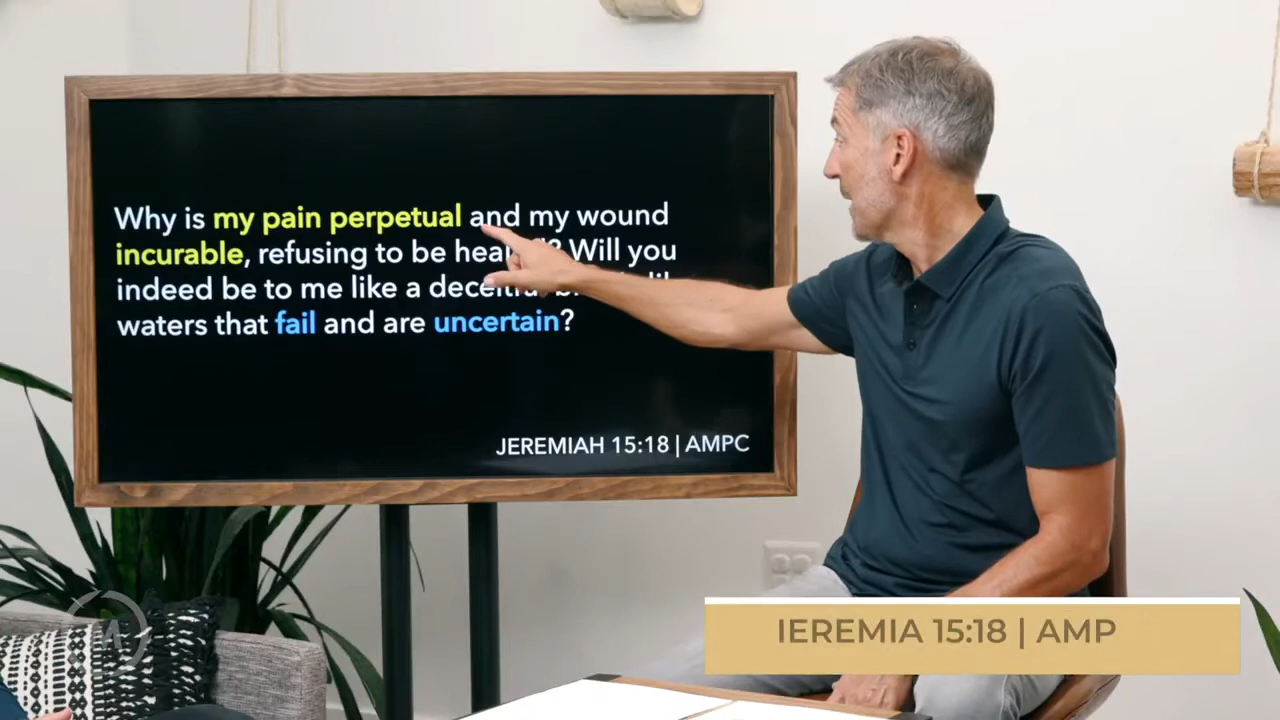 Why is my pain perpetual and my wound
incurable, refusing to be Will you
indeed be to me like a
waters that fail and are uncertain?
JEREMIAH 15:18 | AMPC
IEREMIA 15:18 | AMP